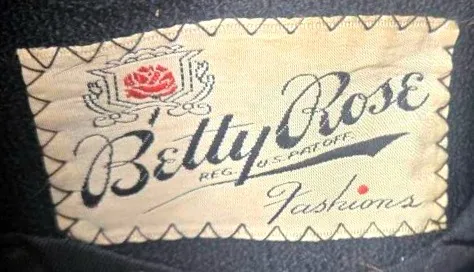 Betty Rose
REG. U.S. PAT. OFF.
Fashions